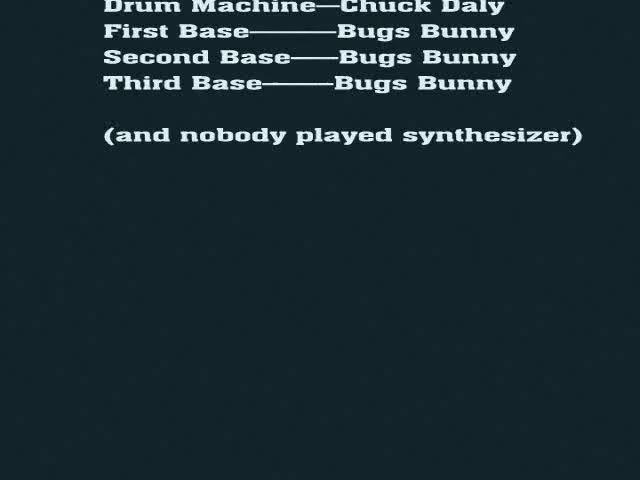 Drum Machine—Chuck Daly
First Base———Bugs Bunny
Second Base——Bugs Bunny
Third Base———Bugs Bunny
(and nobody played synthesizer)